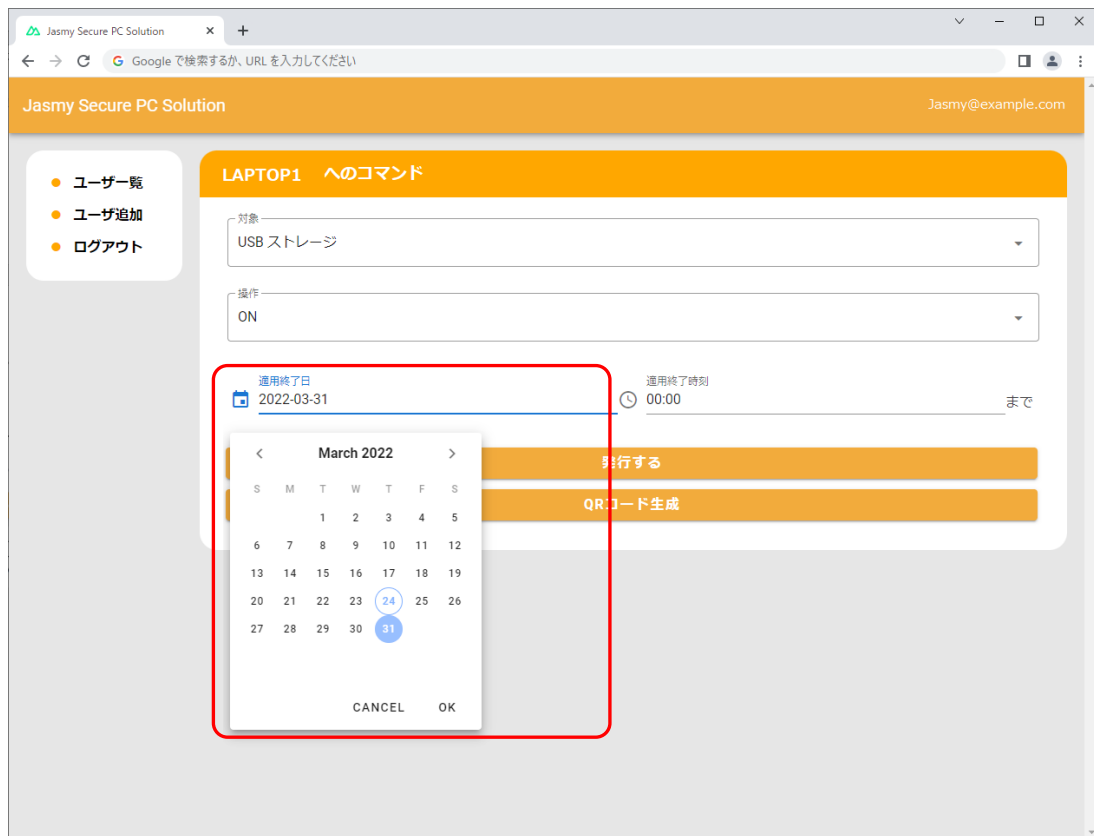 Jasmy Secure PC Solution
Google で検索するか、URL を入力してください
Jasmy Secure PC Solution
Jasmy@example.com
ユーザ一覧
ユーザ追加
ログアウト
LAPTOP1 へのコマンド
対象
USB ストレージ
操作
ON
適用終了日
2022-03-31
適用終了時刻
00:00
まで
発行する
QRコード生成
March 2022
S M T W T F S
1 2 3 4 5
6 7 8 9 10 11 12
13 14 15 16 17 18 19
20 21 22 23 24 25 26
27 28 29 30 31
CANCEL OK